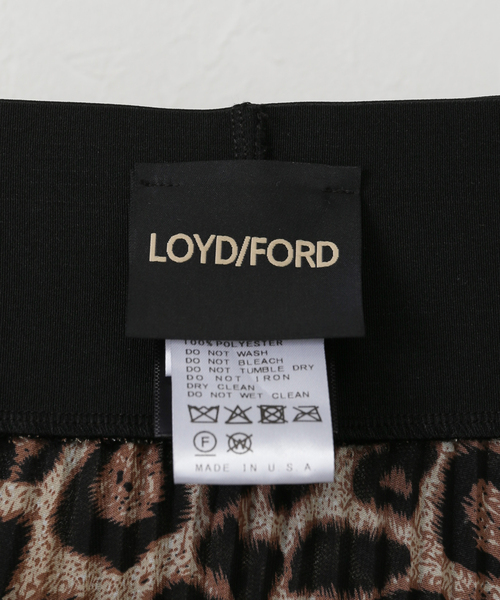 LOYD/FORD
100% POLYESTER
DO NOT WASH
DO NOT BLEACH
DO NOT TUMBLE DRY
DO NOT IRON
DRY CLEAN
DO NOT WET CLEAN
F W
MADE IN U.S.A